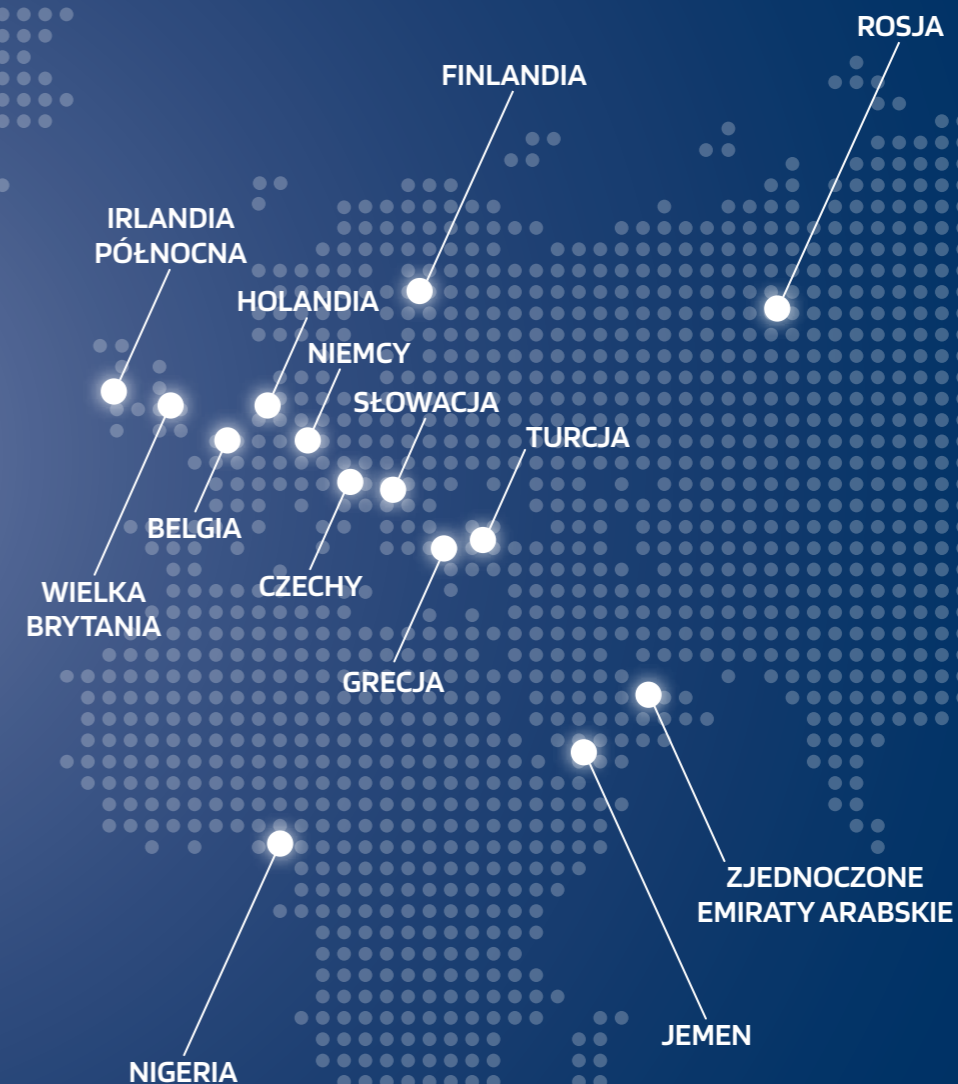 ROSJA
FINLANDIA
IRLANDIA
PÓŁNOCNA
HOLANDIA
NIEMCY
SŁOWACJA
TURCJA
BELGIA
CZECHY
WIELKA
BRYTANIA
GRECJA
ZJEDNOCZONE
EMIRATY ARABSKIE
JEMEN
NIGERIA